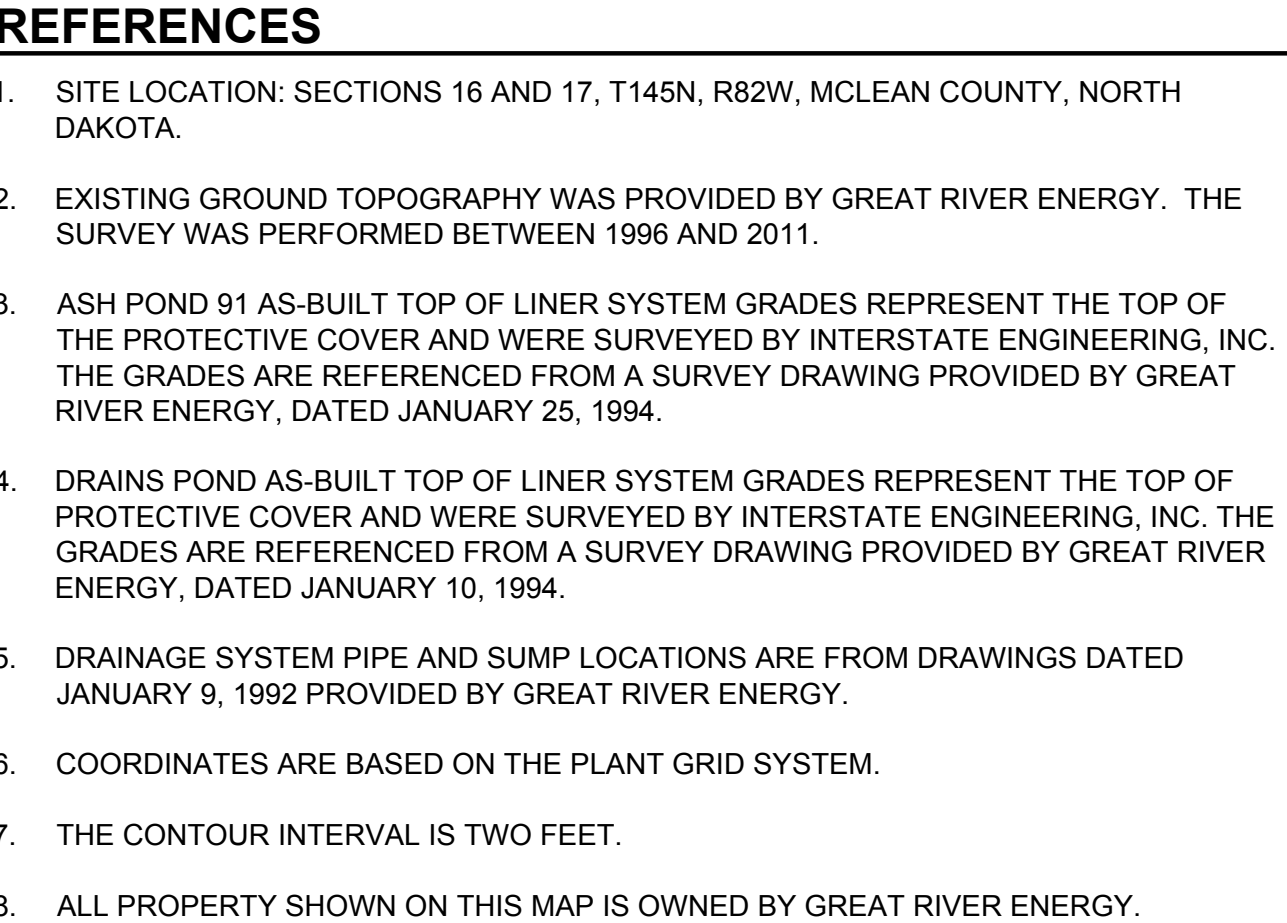 REFERENCES
1. SITE LOCATION: SECTIONS 16 AND 17, T145N, R82W, MCLEAN COUNTY, NORTH
DAKOTA.
2. EXISTING GROUND TOPOGRAPHY WAS PROVIDED BY GREAT RIVER ENERGY. THE
SURVEY WAS PERFORMED BETWEEN 1996 AND 2011.
3. ASH POND 91 AS-BUILT TOP OF LINER SYSTEM GRADES REPRESENT THE TOP OF
THE PROTECTIVE COVER AND WERE SURVEYED BY INTERSTATE ENGINEERING, INC.
THE GRADES ARE REFERENCED FROM A SURVEY DRAWING PROVIDED BY GREAT
RIVER ENERGY, DATED JANUARY 25, 1994.
4. DRAINS POND AS-BUILT TOP OF LINER SYSTEM GRADES REPRESENT THE TOP OF
PROTECTIVE COVER AND WERE SURVEYED BY INTERSTATE ENGINEERING, INC. THE
GRADES ARE REFERENCED FROM A SURVEY DRAWING PROVIDED BY GREAT RIVER
ENERGY, DATED JANUARY 10, 1994.
5. DRAINAGE SYSTEM PIPE AND SUMP LOCATIONS ARE FROM DRAWINGS DATED
JANUARY 9, 1992 PROVIDED BY GREAT RIVER ENERGY.
6. COORDINATES ARE BASED ON THE PLANT GRID SYSTEM.
7. THE CONTOUR INTERVAL IS TWO FEET.
8. ALL PROPERTY SHOWN ON THIS MAP IS OWNED BY GREAT RIVER ENERGY.